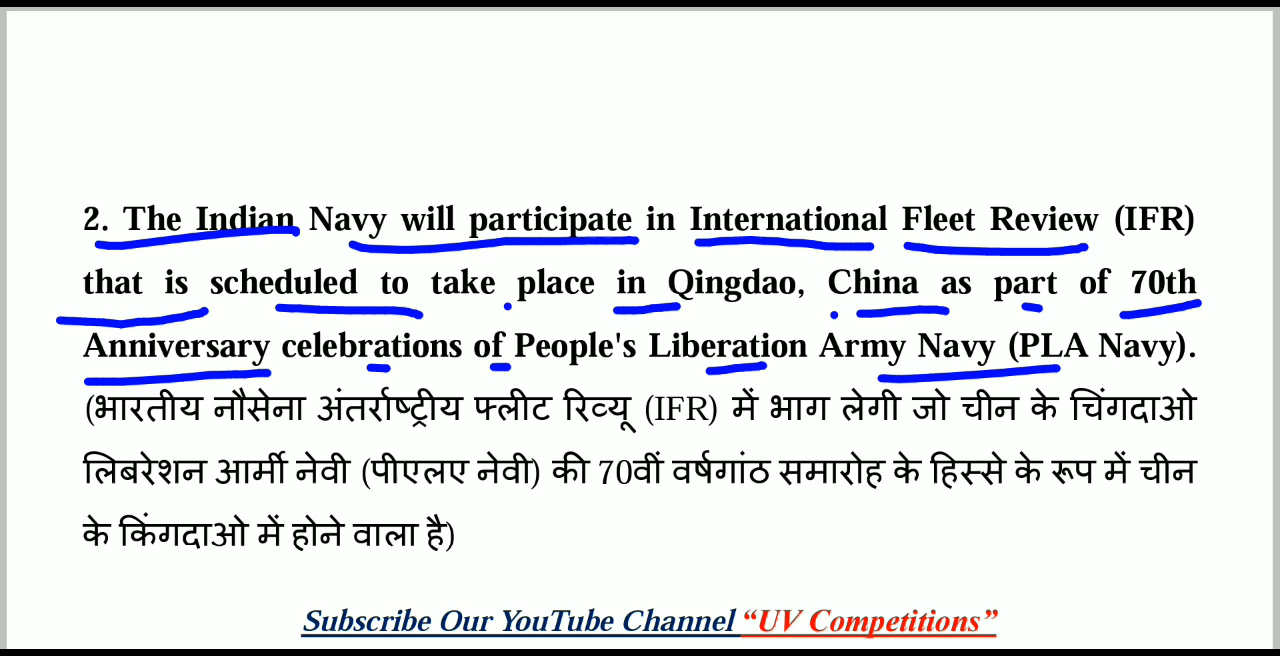 2. The Indian Navy will participate in International Fleet Review (IFR)
that is scheduled to take place in Qingdao, China as part of 70th
Anniversary celebrations of People's Liberation Army Navy (PLA Navy).
(भारतीय नौसेना अंतर्राष्ट्रीय फ्लीट रिव्यू (IFR) में भाग लेगी जो चीन के चिंगदाओ
लिबरेशन आर्मी नेवी (पीएलए नेवी) की 70वीं वर्षगांठ समारोह के हिस्से के रूप में चीन
के किंगदाओ में होने वाला है)
Subscribe Our YouTube Channel “UV Competitions”